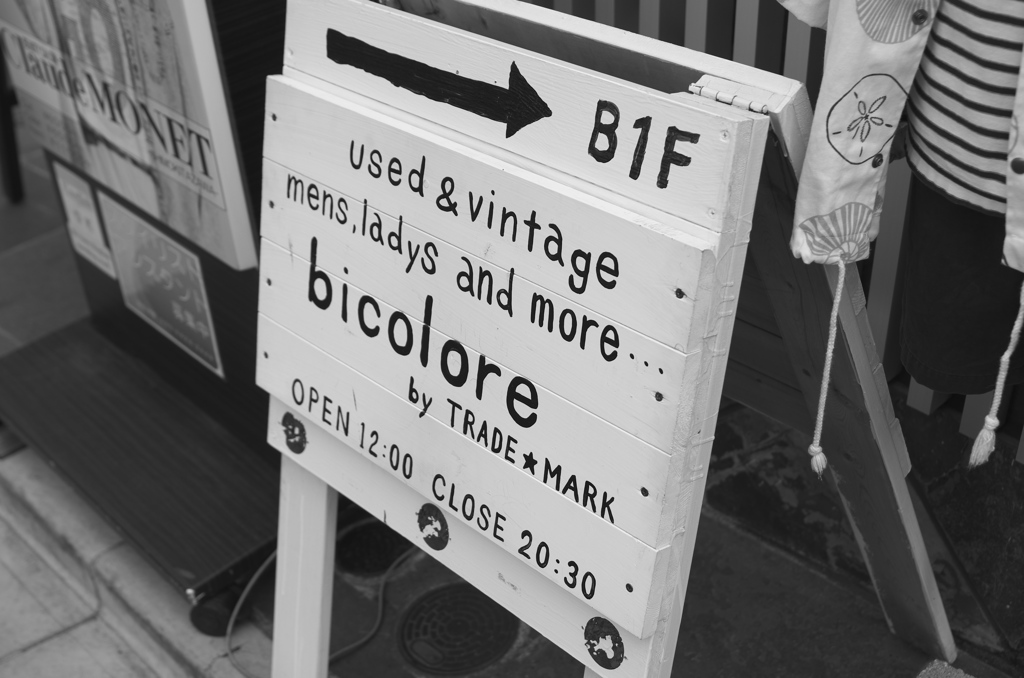 Claude MONET
B1F
used & vintage
mens, ladys and more...
bicolore
by TRADE★MARK
OPEN 12:00 CLOSE 20:30